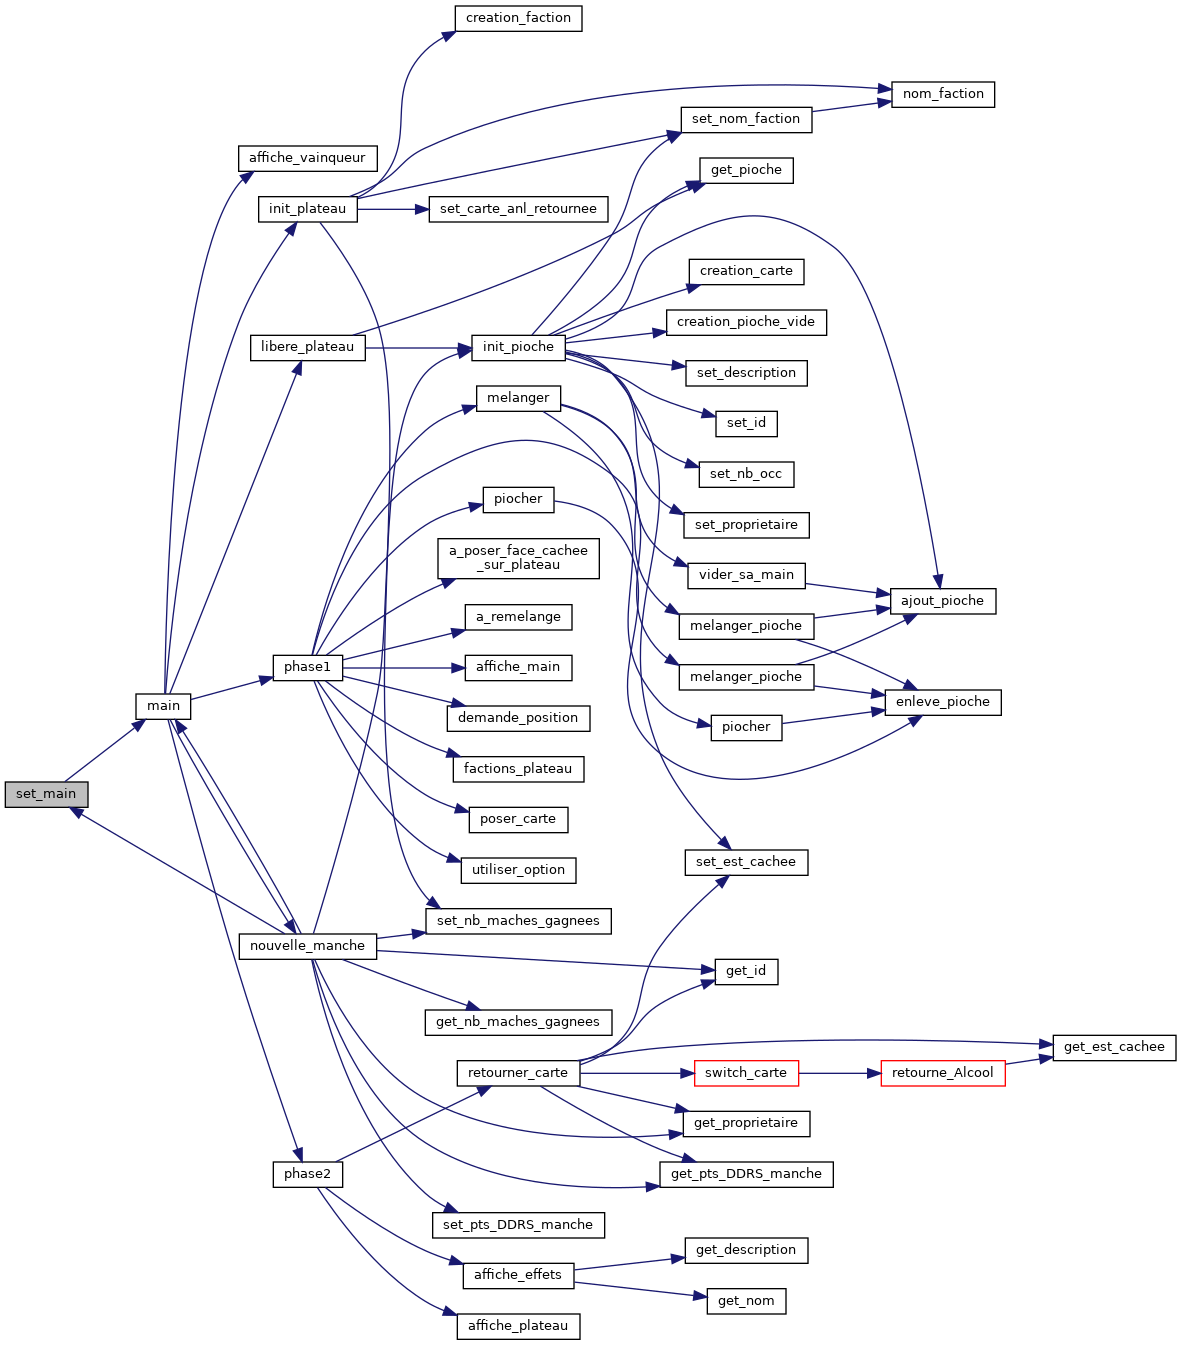 creation_faction
nom_faction
set_nom_faction
affiche_vainqueur
get_pioche
init_plateau
set_carte_anl_retournee
creation_carte
creation_pioche_vide
libere_plateau
init_pioche
set_description
melanger
set_id
set_nb_occ
piocher
set_proprietaire
a_poser_face_cachee
_sur_plateau
vider_sa_main
ajout_pioche
a_remelange
melanger_pioche
phase1
affiche_main
melanger_pioche
enleve_pioche
main
demande_position
piocher
factions_plateau
set_main
poser_carte
set_est_cachee
utiliser_option
set_nb_maches_gagnees
nouvelle_manche
get_id
get_nb_maches_gagnees
get_est_cachee
retourner_carte
switch_carte
retourne_Alcool
get_proprietaire
phase2
get_pts_DDRS_manche
set_pts_DDRS_manche
get_description
affiche_effets
get_nom
affiche_plateau